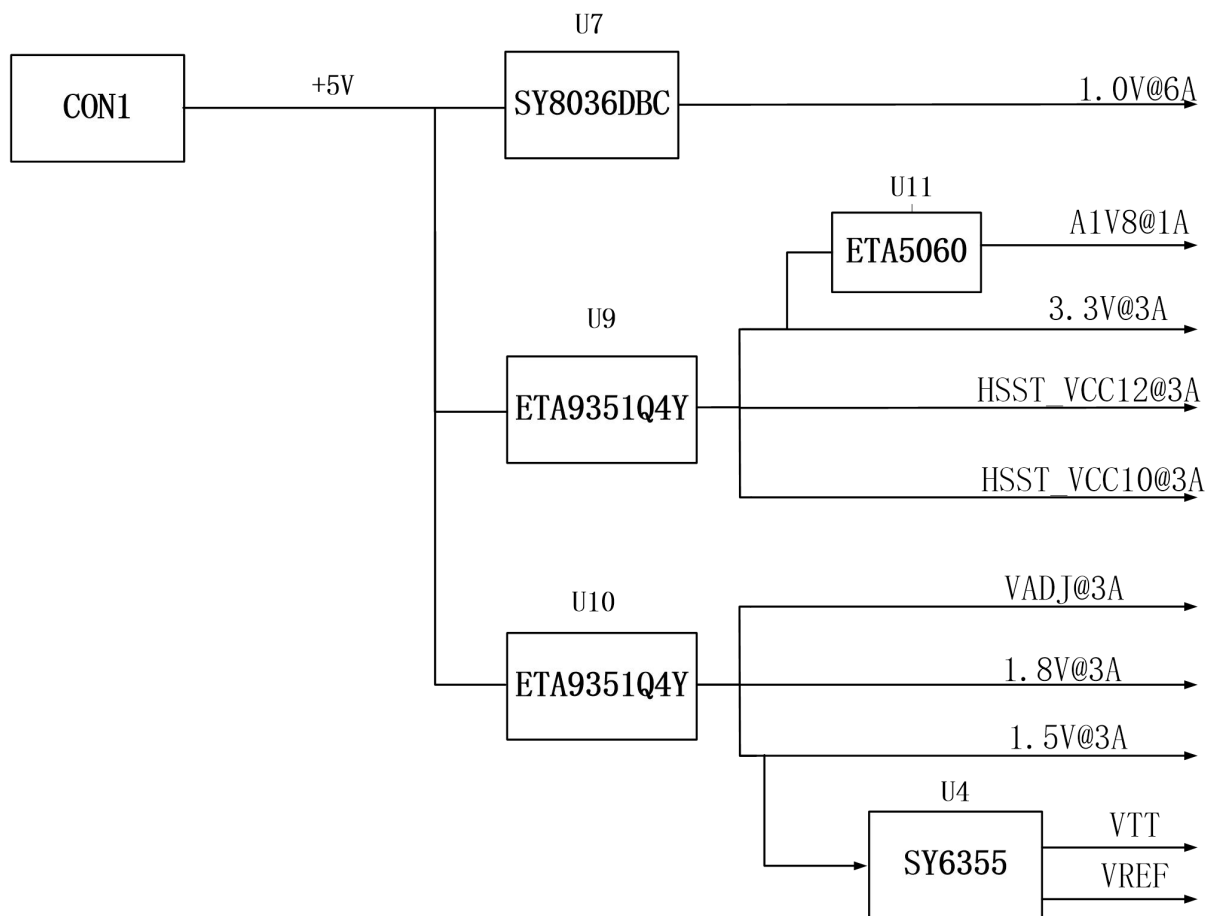 U7
CON1
+5V
SY8036DBC
1.0V@6A
U11
ETA5060
A1V8@1A
3.3V@3A
U9
ETA9351Q4Y
HSST_VCC12@3A
HSST_VCC10@3A
U10
ETA9351Q4Y
VADJ@3A
1.8V@3A
1.5V@3A
U4
SY6355
VTT
VREF